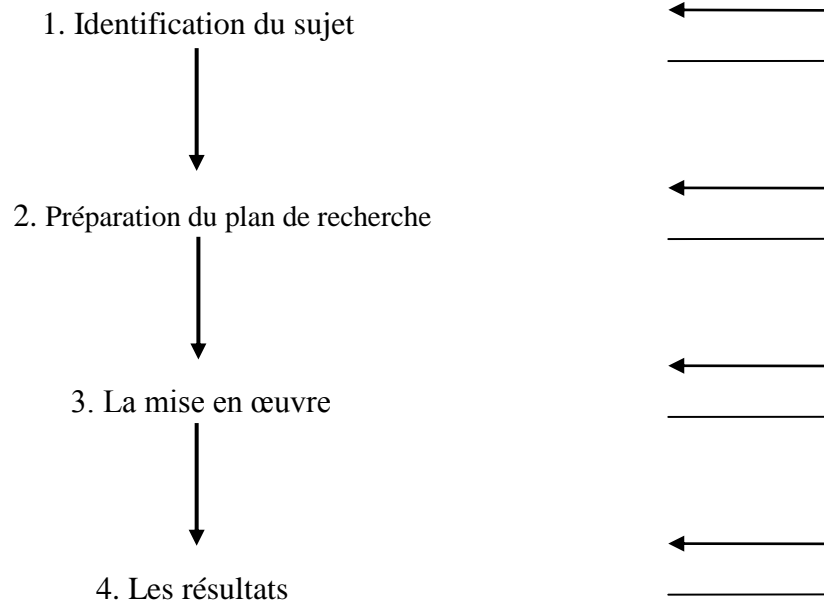 1. Identification du sujet
2. Préparation du plan de recherche
3. La mise en œuvre
4. Les résultats